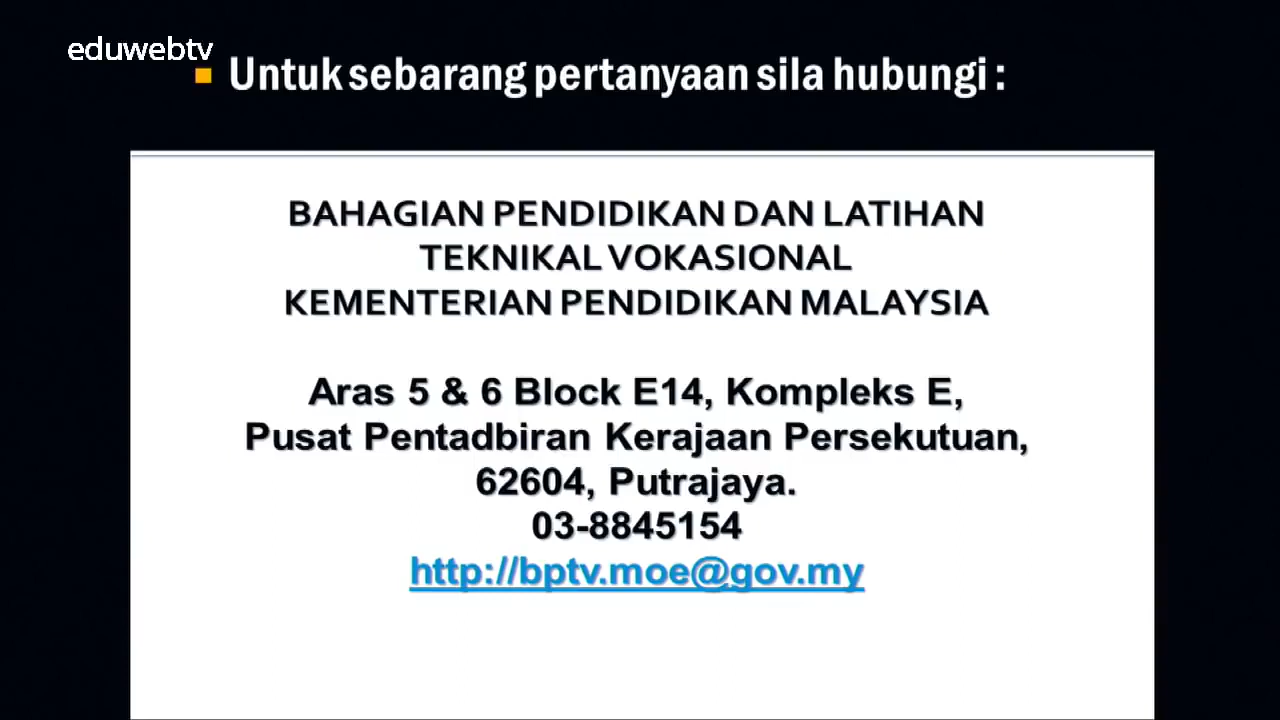 eduwebtv
Untuk sebarang pertanyaan sila hubungi :
BAHAGIAN PENDIDIKAN DAN LATIHAN
TEKNIKAL VOKASIONAL
KEMENTERIAN PENDIDIKAN MALAYSIA
Aras 5 & 6 Block E14, Kompleks E,
Pusat Pentadbiran Kerajaan Persekutuan,
62604, Putrajaya.
03-8845154
http://bptv.moe@gov.my